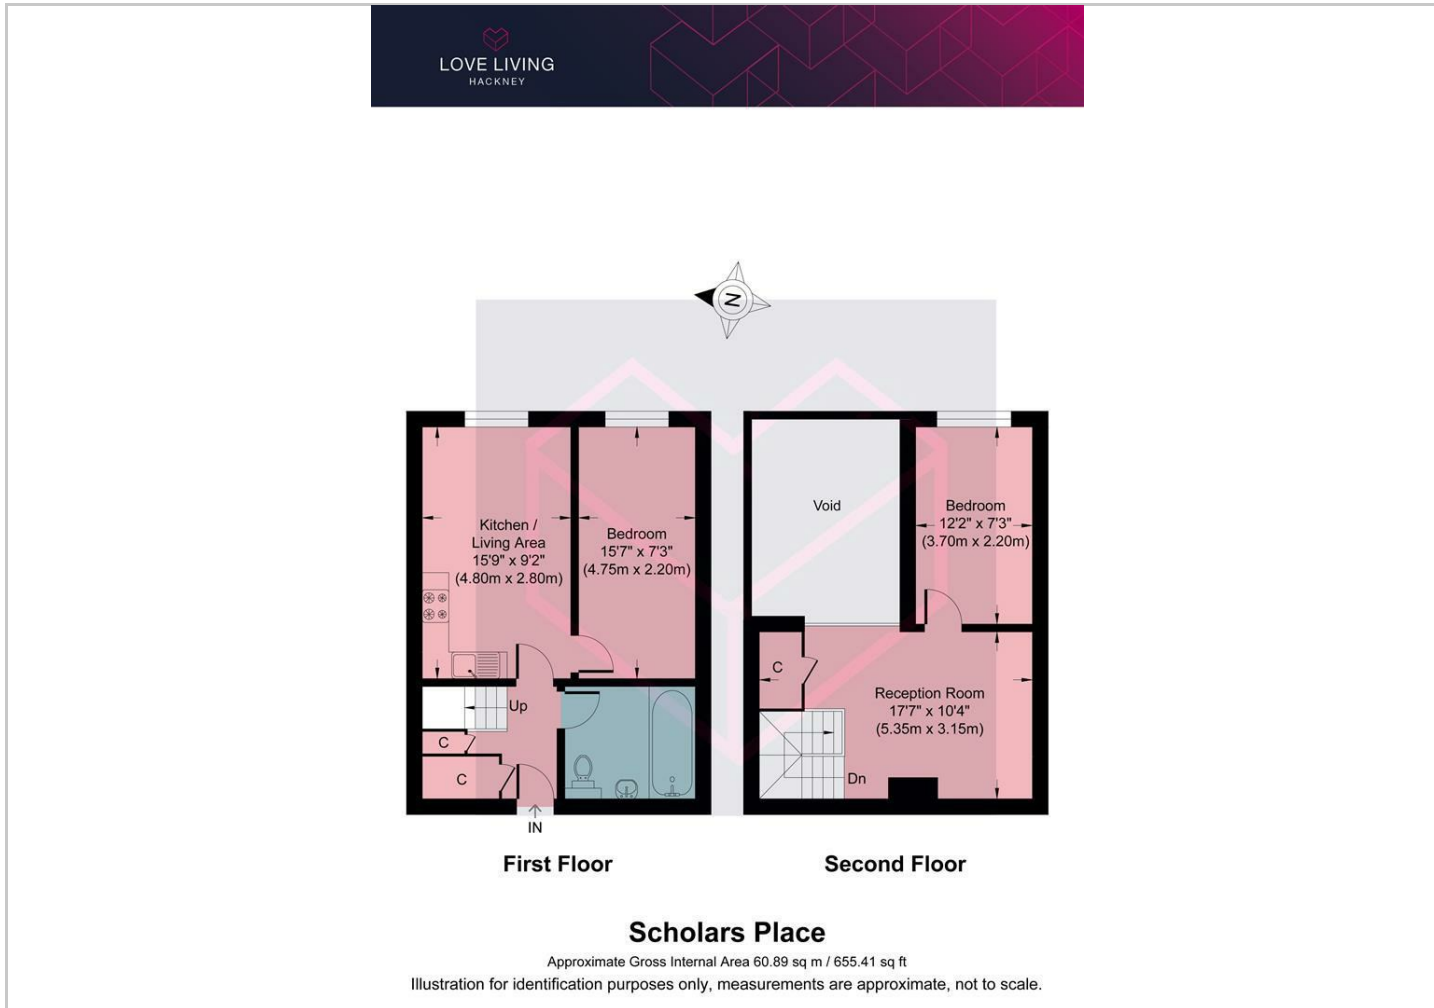 LOVE LIVING
HACKNEY
N
Kitchen /
Living Area
15'9" x 9'2"
(4.80m x 2.80m)
Bedroom
15'7" x 7'3"
(4.75m x 2.20m)
Up
C
C
IN
First Floor
Void
Bedroom
12'2" x 7'3"
(3.70m x 2.20m)
C
Reception Room
17'7" x 10'4"
(5.35m x 3.15m)
Dn
Second Floor
Scholars Place
Approximate Gross Internal Area 60.89 sq m / 655.41 sq ft
Illustration for identification purposes only, measurements are approximate, not to scale.